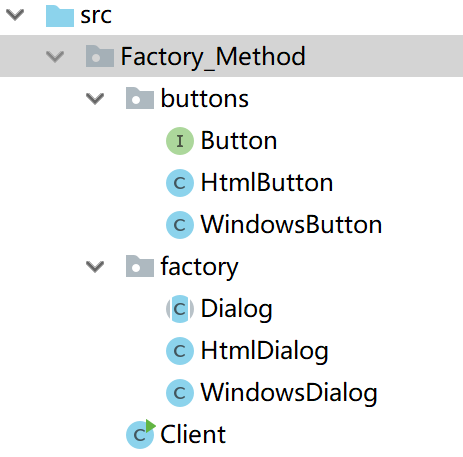 src
Factory_Method
buttons
I Button
C HtmlButton
C WindowsButton
factory
C Dialog
C HtmlDialog
C WindowsDialog
C Client